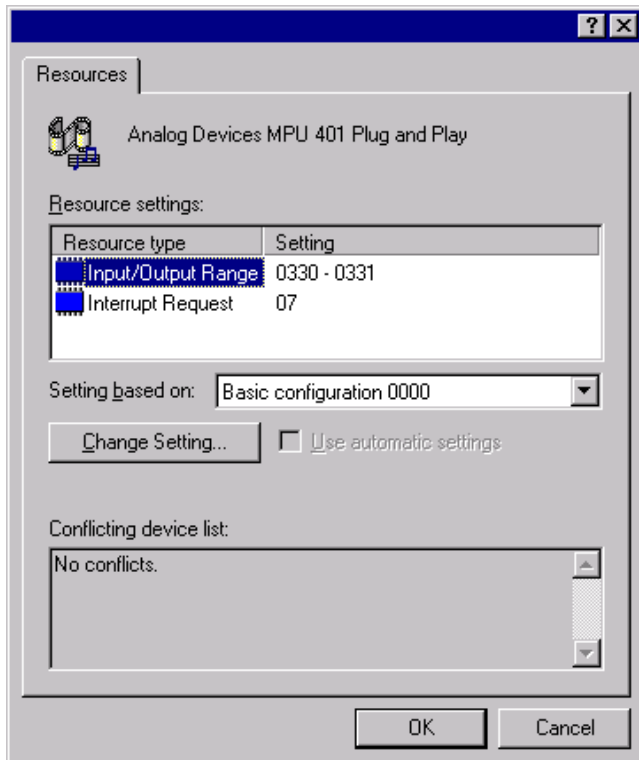 Resources
Analog Devices MPU 401 Plug and Play
Resource settings:
Resource type Setting
Input/Output Range 0330 - 0331
Interrupt Request 07
Setting based on: Basic configuration 0000
Change Setting... Use automatic settings
Conflicting device list:
No conflicts.
OK Cancel